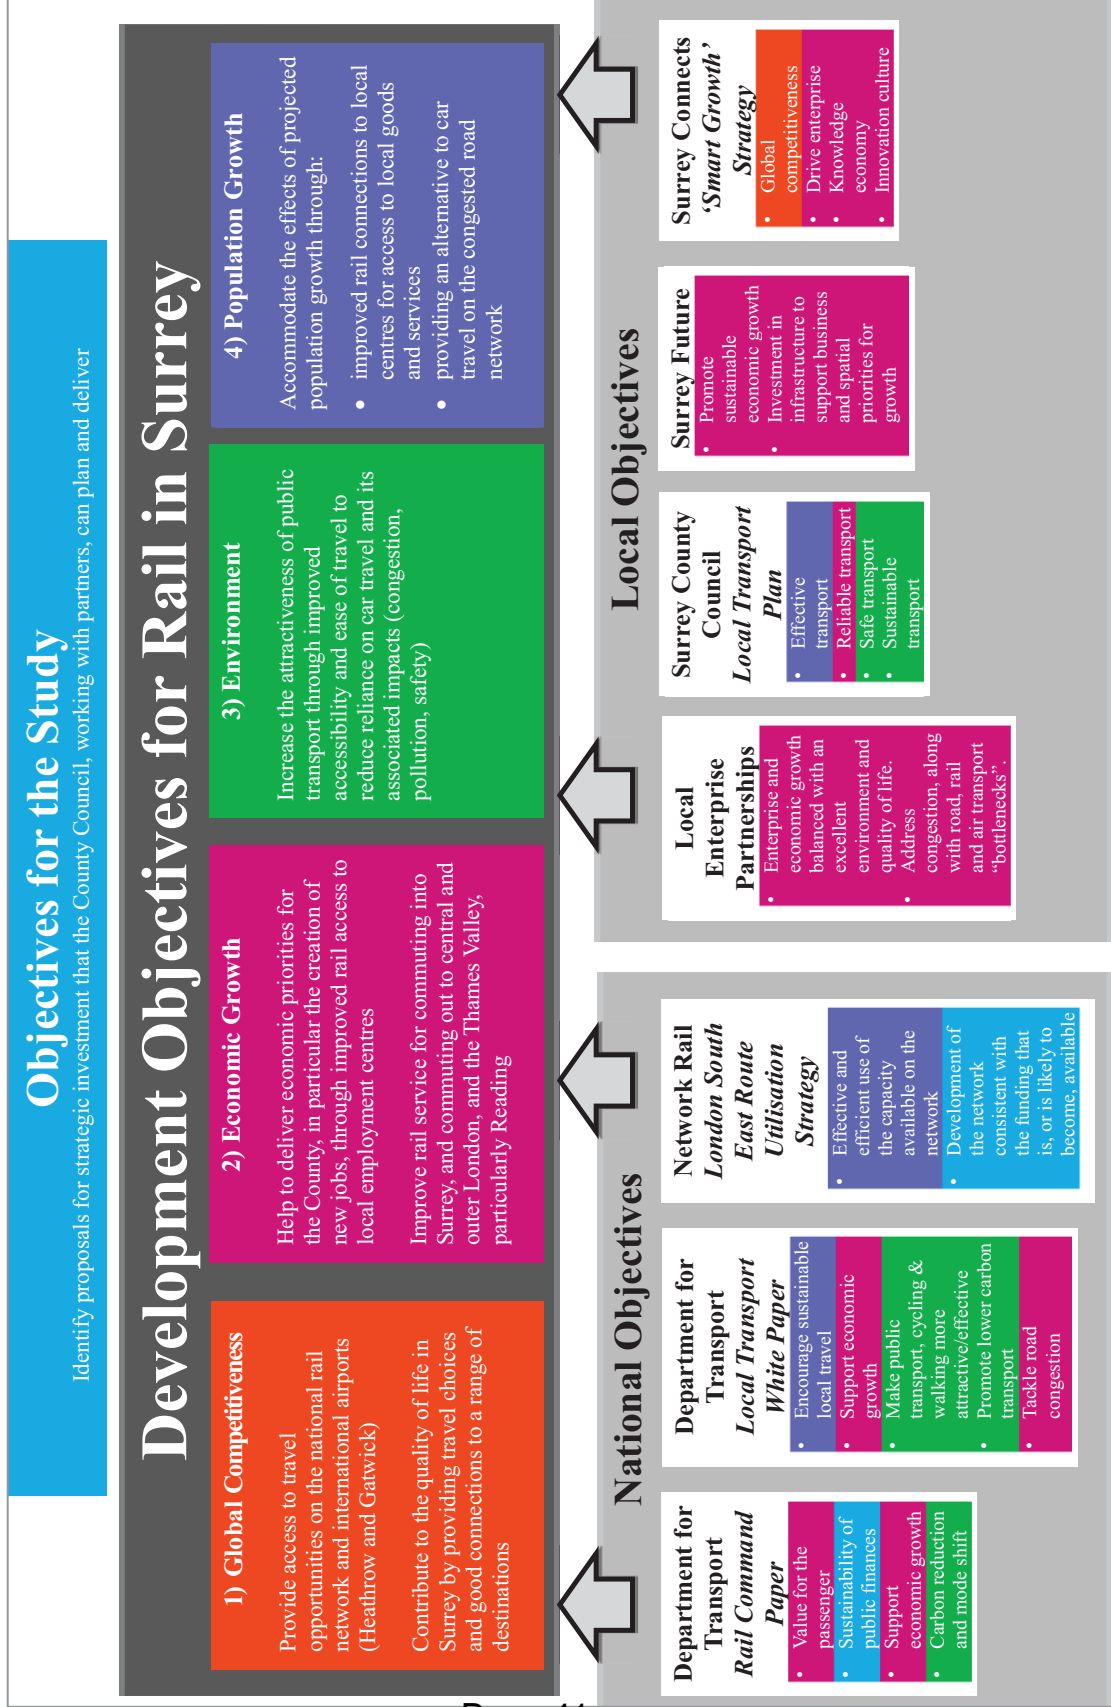 Objectives for the Study
Identify proposals for strategic investment that the County Council, working with partners, can plan and deliver
Development Objectives for Rail in Surrey
1) Global Competitiveness
Provide access to travel
opportunities on the national rail
network and international airports
(Heathrow and Gatwick)
Contribute to the quality of life in
Surrey by providing travel choices
and good connections to a range of
destinations
2) Economic Growth
Help to deliver economic priorities for
the County, in particular the creation of
new jobs, through improved rail access to
local employment centres
Improve rail service for commuting into
Surrey, and commuting out to central and
outer London, and the Thames Valley,
particularly Reading
3) Environment
Increase the attractiveness of public
transport through improved
accessibility and ease of travel to
reduce reliance on car travel and its
associated impacts (congestion,
pollution, safety)
4) Population Growth
Accommodate the effects of projected
population growth through:
• improved rail connections to local
centres for access to local goods
and services
• providing an alternative to car
travel on the congested road
network
National Objectives
Department for
Transport
Rail Command
Paper
• Value for the
passenger
• Sustainability of
public finances
• Support
economic growth
• Carbon reduction
and mode shift
Department for
Transport
Local Transport
White Paper
• Encourage sustainable
local travel
• Support economic
growth
• Make public
transport, cycling &
walking more
attractive/effective
• Promote lower carbon
transport
• Tackle road
congestion
Network Rail
London South
East Route
Utilisation
Strategy
• Effective and
efficient use of
the capacity
available on the
network
• Development of
the network
consistent with
the funding that
is, or is likely to
become, available
Local Objectives
Local
Enterprise
Partnerships
• Enterprise and
economic growth
balanced with an
excellent
environment and
quality of life.
• Address
congestion, along
with road, rail
and air transport
“bottlenecks”.
Surrey County
Council
Local Transport
Plan
• Effective
transport
• Reliable transport
• Safe transport
• Sustainable
transport
Surrey Future
• Promote
sustainable
economic growth
• Investment in
infrastructure to
support business
and spatial
priorities for
growth
Surrey Connects
‘Smart Growth’
Strategy
• Global
competitiveness
• Drive enterprise
• Knowledge
economy
• Innovation culture